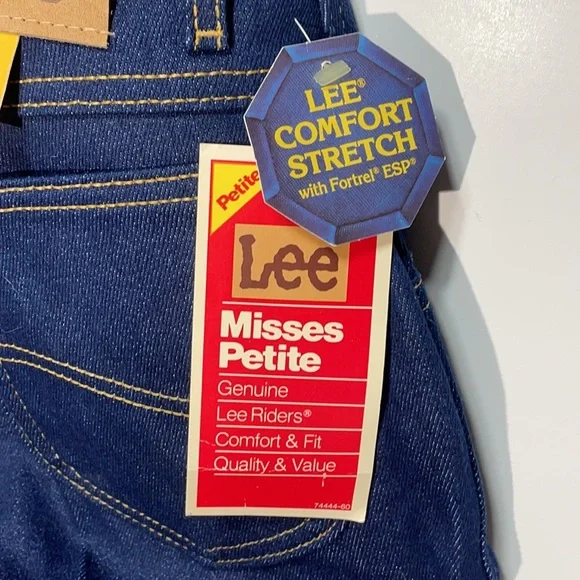 LEE®
COMFORT
STRETCH
with Fortrel® ESP®
Petite
Lee
Misses
Petite
Genuine
Lee Riders®
Comfort & Fit
Quality & Value
74444-60